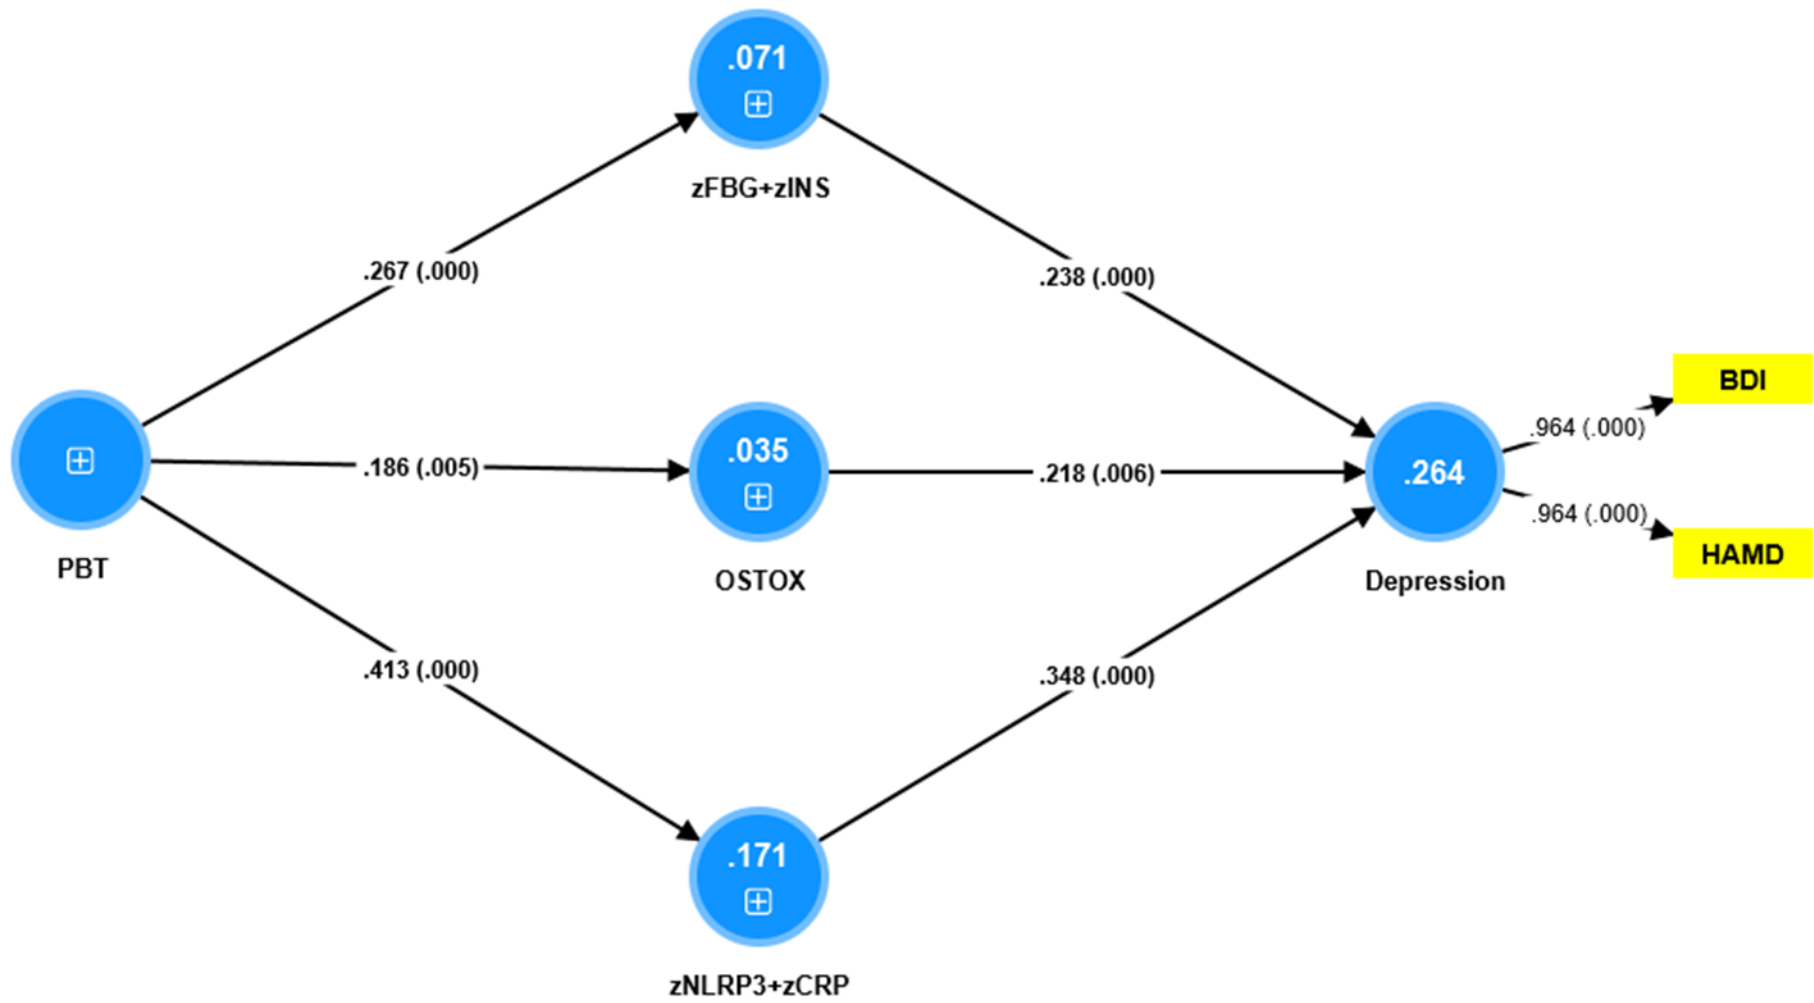 .071
zFBG+zINS
.267 (.000)
.238 (.000)
BDI
.964 (.000)
PBT
.186 (.005)
.035
OSTOX
.218 (.006)
.264
Depression
.964 (.000)
HAMD
.413 (.000)
.348 (.000)
.171
zNLRP3+zCRP